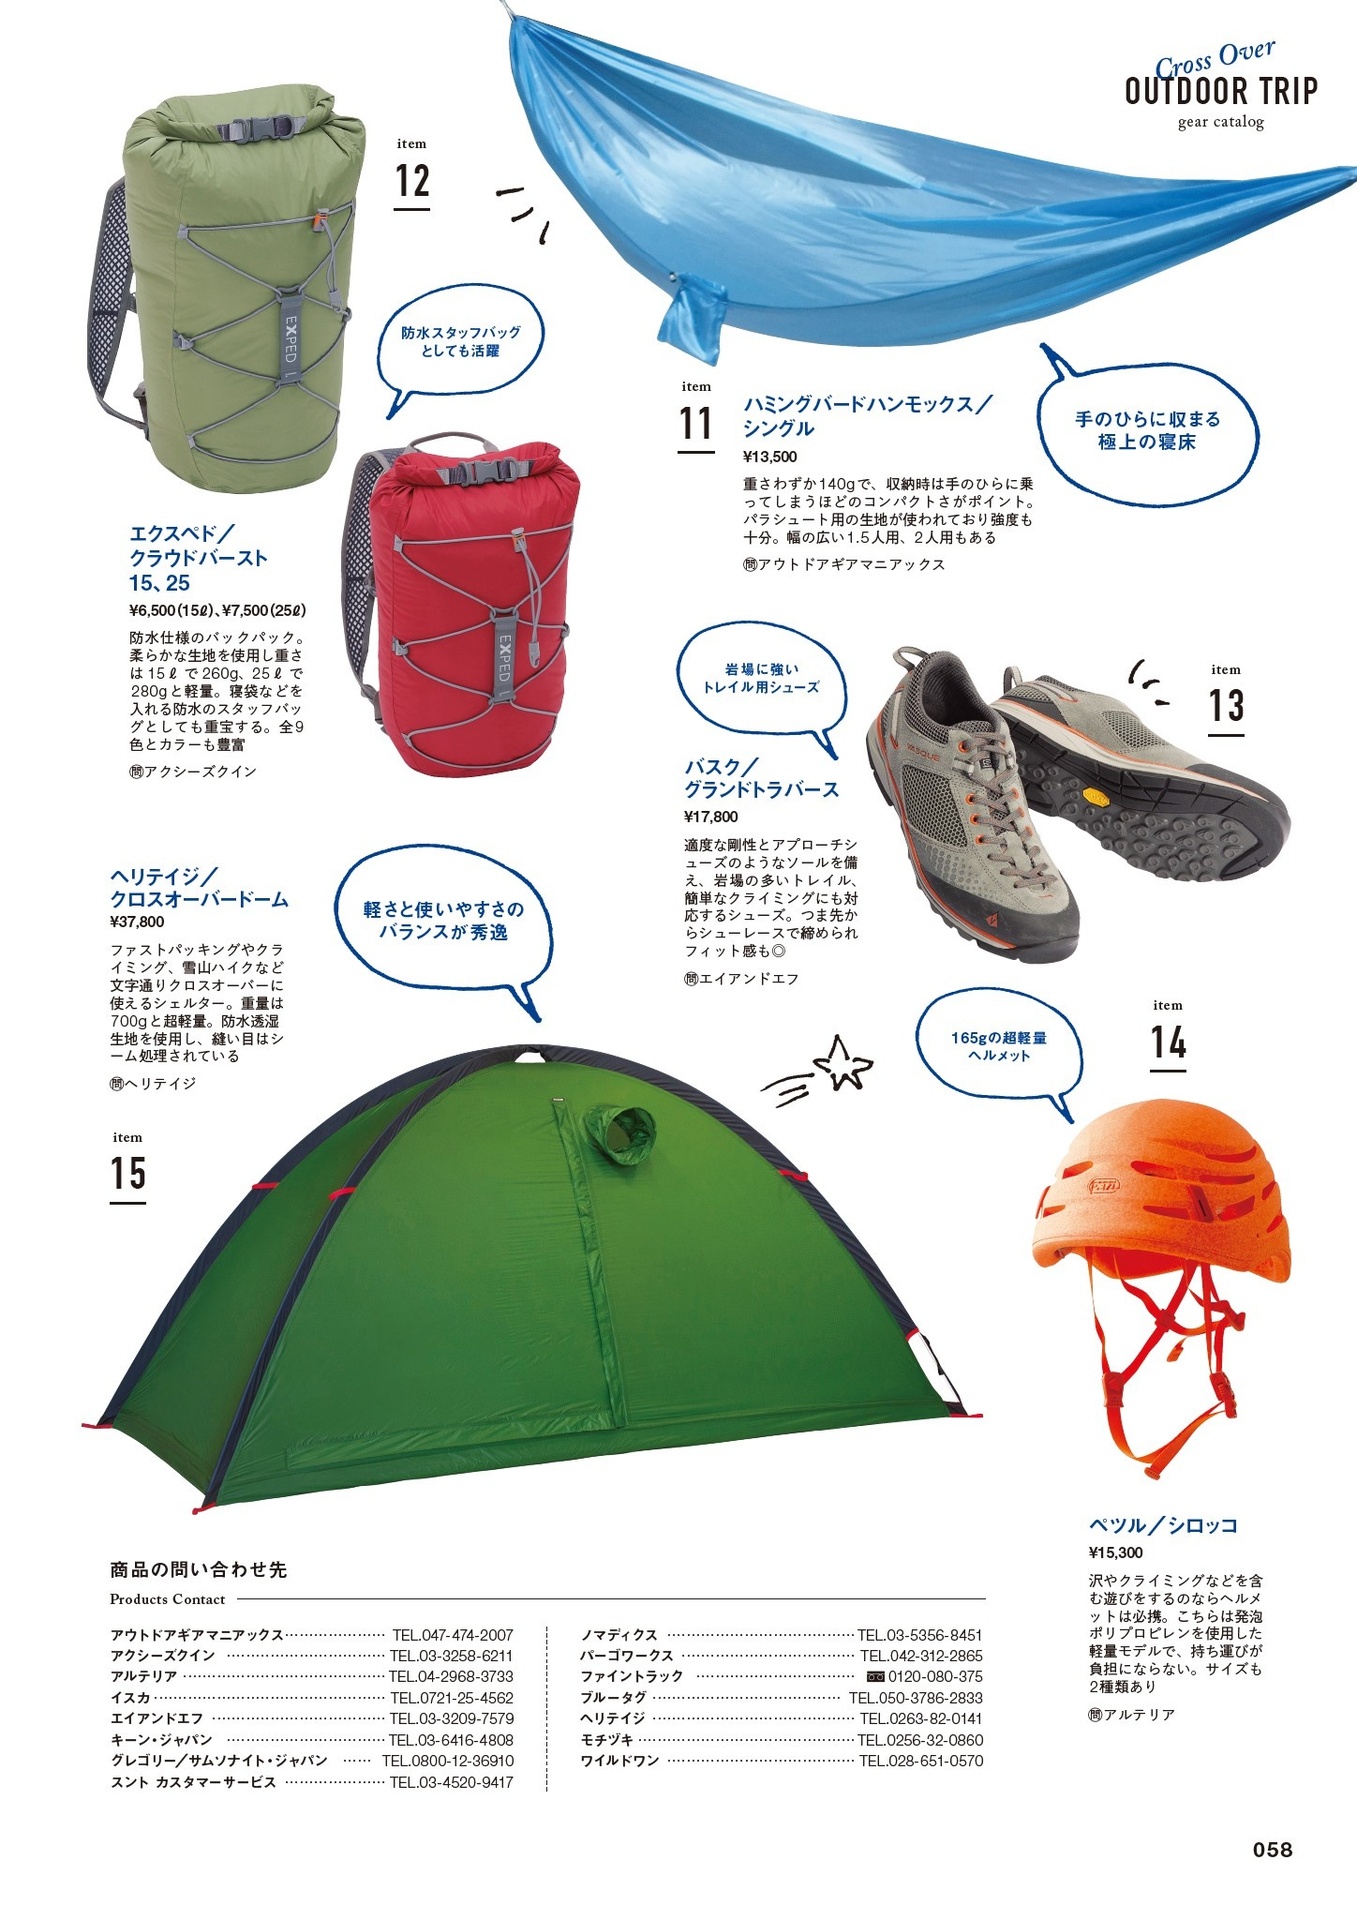 Cross Over
OUTDOOR TRIP
gear catalog
item
12
防水スタッフバッグ
としても活躍
EXPED
EXPED
エクスペド／
クラウドバースト
15、25
¥6,500（15ℓ）、¥7,500（25ℓ）
防水仕様のバックパック。
柔らかな生地を使用し重さ
は15ℓで260g、25ℓで
280gと軽量。寝袋などを
入れる防水のスタッフバッ
グとしても重宝する。全9
色とカラーも豊富
㉄アクシーズクイン
item
11
ハミングバードハンモックス／
シングル
¥13,500
重さわずか140gで、収納時は手のひらに乗
ってしまうほどのコンパクトさがポイント。
パラシュート用の生地が使われており強度も
十分。幅の広い1.5人用、2人用もある
㉄アウトドアギアマニアックス
手のひらに収まる
極上の寝床
岩場に強い
トレイル用シューズ
item
13
VASQUE
バスク／
グランドトラバース
¥17,800
適度な剛性とアプローチシ
ューズのようなソールを備
え、岩場の多いトレイル、
簡単なクライミングにも対
応するシューズ。つま先か
らシューレースで締められ
フィット感も◎
㉄エイアンドエフ
ヘリテイジ／
クロスオーバードーム
¥37,800
ファストパッキングやクラ
イミング、雪山ハイクなど
文字通りクロスオーバーに
使えるシェルター。重量は
700gと超軽量。防水透湿
生地を使用し、縫い目はシ
ーム処理されている
㉄ヘリテイジ
軽さと使いやすさの
バランスが秀逸
item
15
165gの超軽量
ヘルメット
item
14
PETZL
ペツル／シロッコ
¥15,300
沢やクライミングなどを含
む遊びをするのならヘルメ
ットは必携。こちらは発泡
ポリプロピレンを使用した
軽量モデルで、持ち運びが
負担にならない。サイズも
2種類あり
㉄アルテリア
商品の問い合わせ先
Products Contact
アウトドアギアマニアックス…………………TEL.047-474-2007
アクシーズクイン…………………TEL.03-3258-6211
アルテリア…………………TEL.04-2968-3733
イスカ…………………TEL.0721-25-4562
エイアンドエフ…………………TEL.03-3209-7579
キーン・ジャパン…………………TEL.03-6416-4808
グレゴリー／サムソナイト・ジャパン……TEL.0800-12-36910
スント カスタマーサービス…………………TEL.03-4520-9417
ノマディクス…………………TEL.03-5356-8451
バーゴワークス…………………TEL.042-312-2865
ファイントラック…………………0120-080-375
ブルータグ…………………TEL.050-3786-2833
ヘリテイジ…………………TEL.0263-82-0141
モチヅキ…………………TEL.0256-32-0860
ワイルドワン…………………TEL.028-651-0570
058